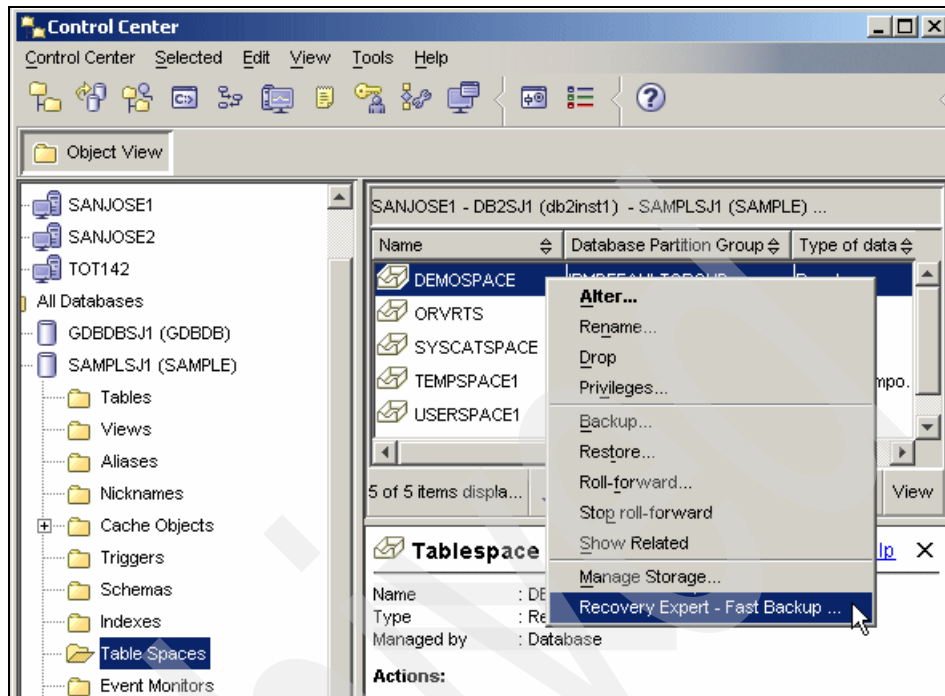 Control Center
Control Center Selected Edit View Tools Help
Object View
SANJOSE1
SANJOSE2
TOT142
All Databases
GDBDBSJ1 (GDBDB)
SAMPLSJ1 (SAMPLE)
Tables
Views
Aliases
Nicknames
Cache Objects
Triggers
Schemas
Indexes
Table Spaces
Event Monitors
SANJOSE1 - DB2SJ1 (db2inst1) - SAMPLSJ1 (SAMPLE) ...
Name Database Partition Group Type of data
DEMOSPACE
ORVRTS
SYSCATSPACE
TEMPSPACE1
USERSPACE1
5 of 5 items displa... View
Alter...
Rename...
Drop
Privileges...
Backup...
Restore...
Roll-forward...
Stop roll-forward
Show Related
Manage Storage...
Recovery Expert - Fast Backup ...
Tablespace
Name : DE
Type : Re
Managed by : Database
Actions: